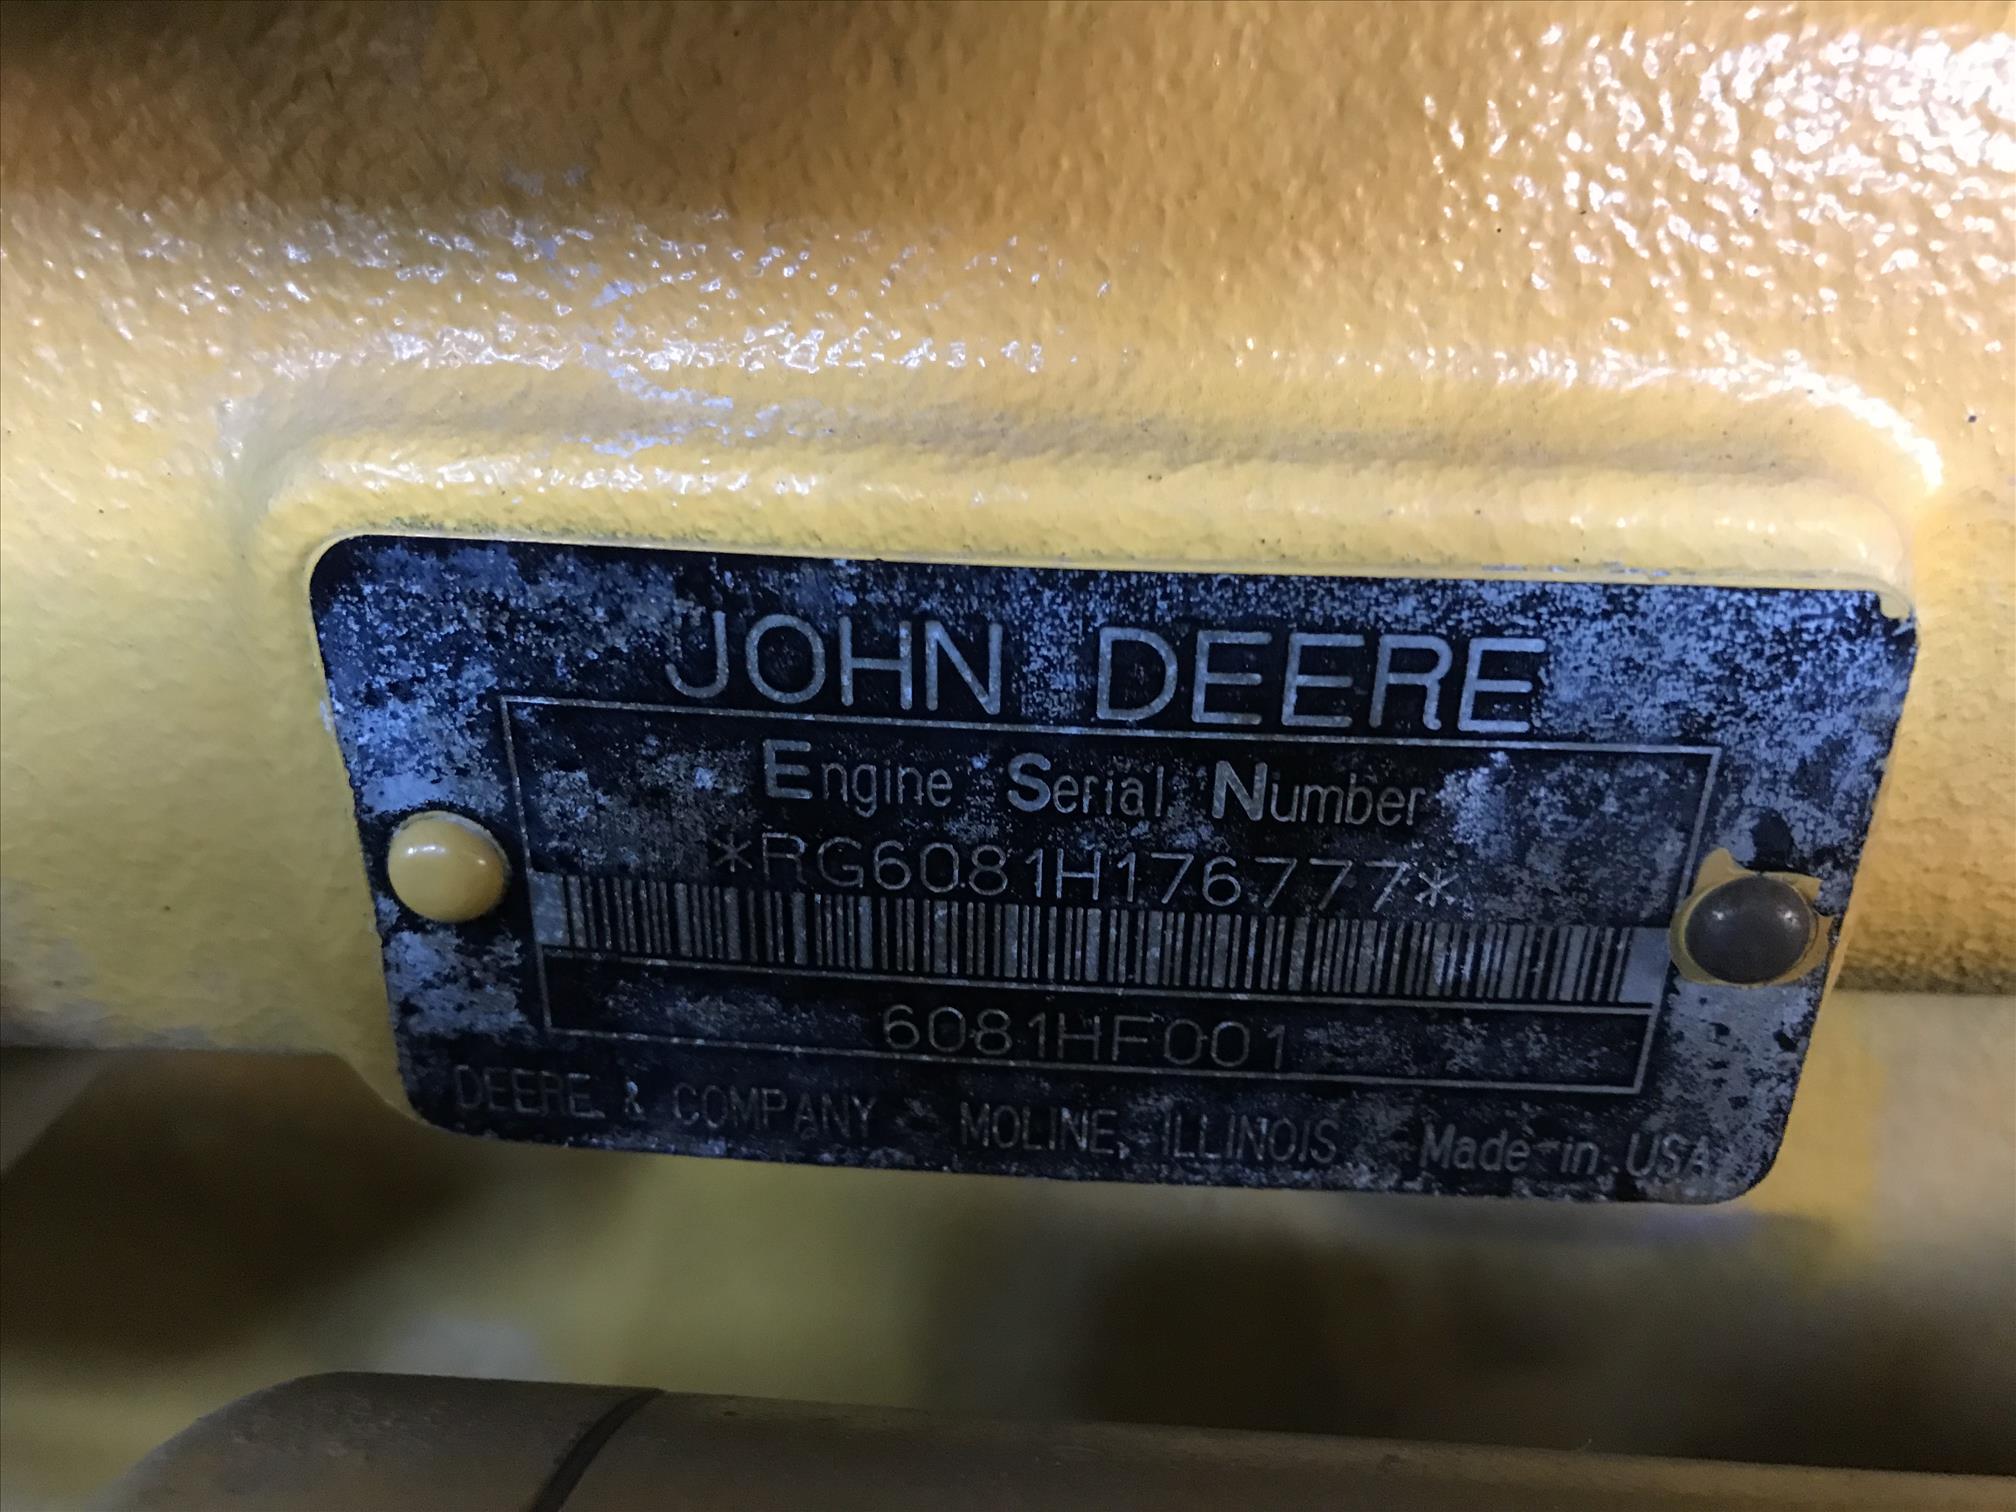 JOHN DEERE
Engine Serial Number
*RG6081H176777*
6081HF001
DEERE & COMPANY MOLINE, ILLINOIS Made in USA